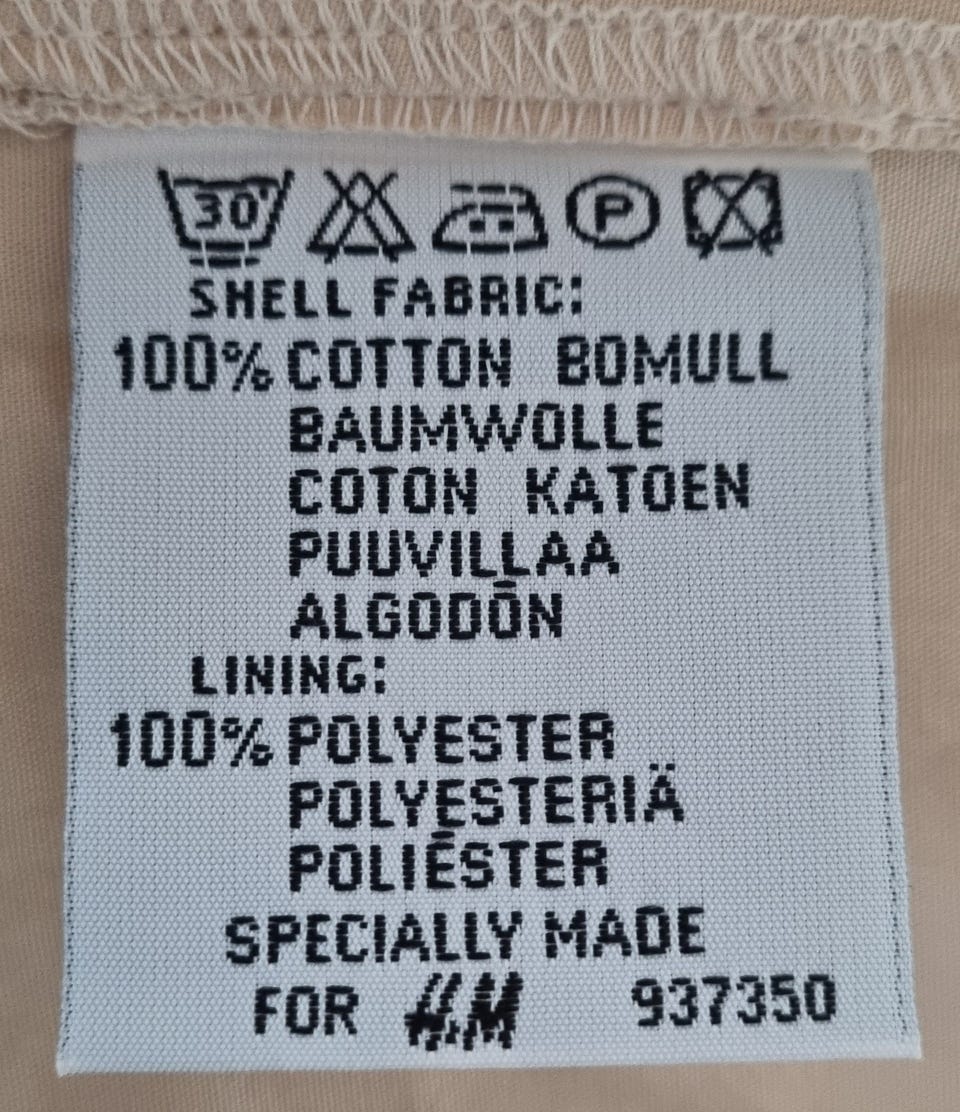 30°
P
SHELL FABRIC:
100% COTTON BOMULL
BAUMWOLLE
COTON KATOEN
PUUVILLAA
ALGODÓN
LINING:
100% POLYESTER
POLYESTERIÄ
POLIÉSTER
SPECIALLY MADE
FOR H&M 937350